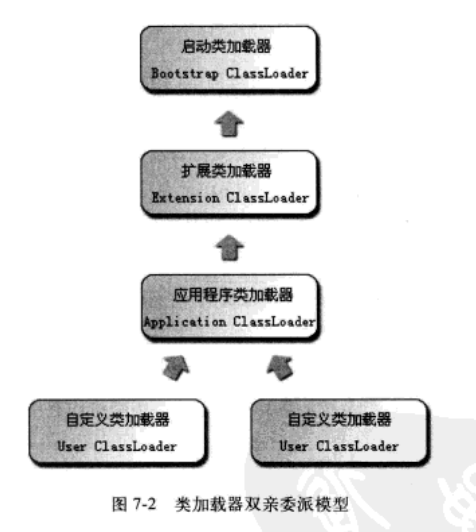 启动类加载器
Bootstrap ClassLoader
扩展类加载器
Extension ClassLoader
应用程序类加载器
Application ClassLoader
自定义类加载器
User ClassLoader
自定义类加载器
User ClassLoader
图 7-2 类加载器双亲委派模型